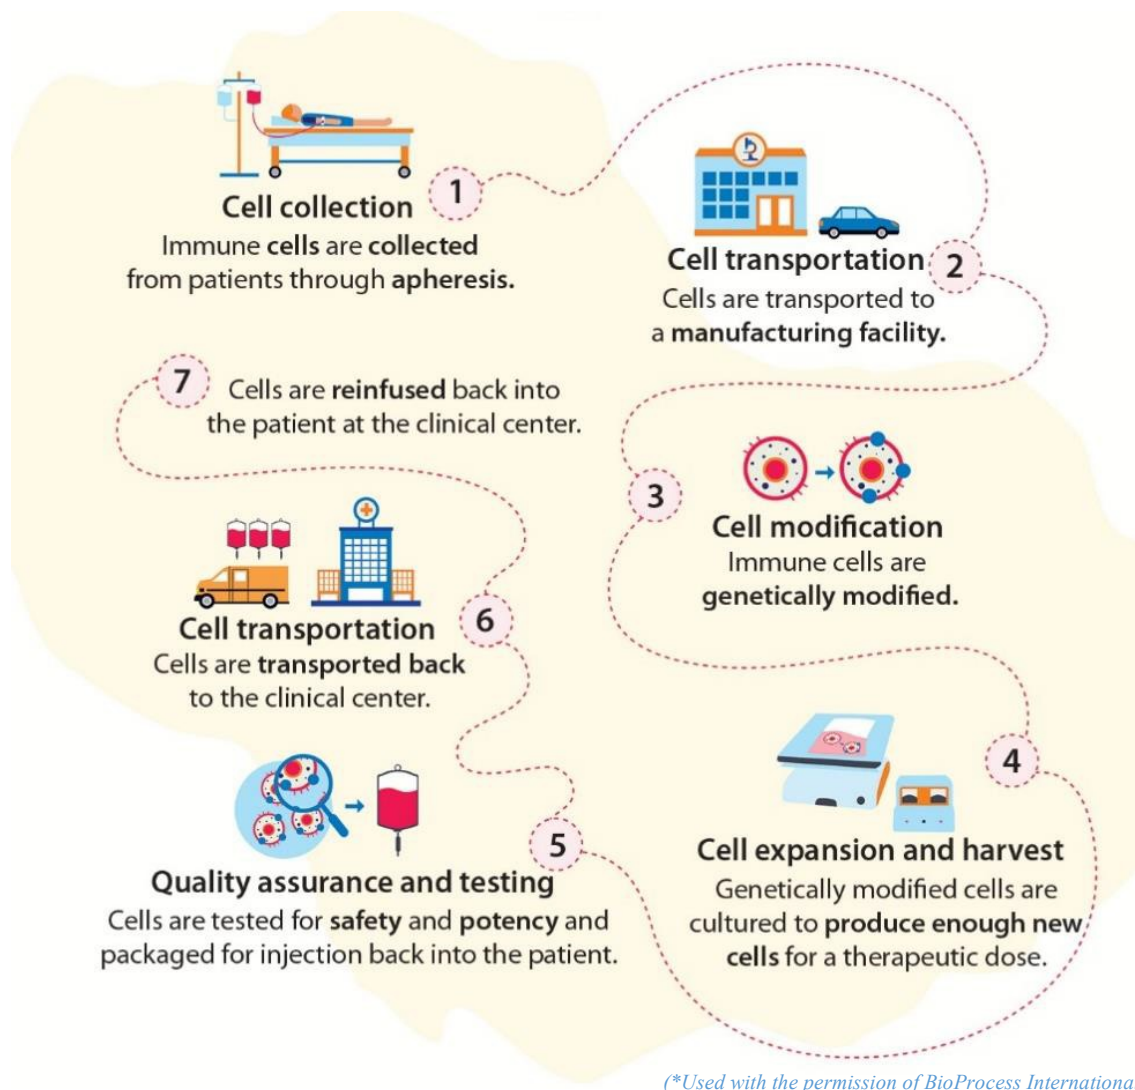 1
Cell collection
Immune cells are collected
from patients through apheresis.
2
Cell transportation
Cells are transported to
a manufacturing facility.
3
Cell modification
Immune cells are
genetically modified.
4
Cell expansion and harvest
Genetically modified cells are
cultured to produce enough new
cells for a therapeutic dose.
5
Quality assurance and testing
Cells are tested for safety and potency and
packaged for injection back into the patient.
6
Cell transportation
Cells are transported back
to the clinical center.
7
Cells are reinfused back into
the patient at the clinical center.
(*Used with the permission of BioProcess Internationa